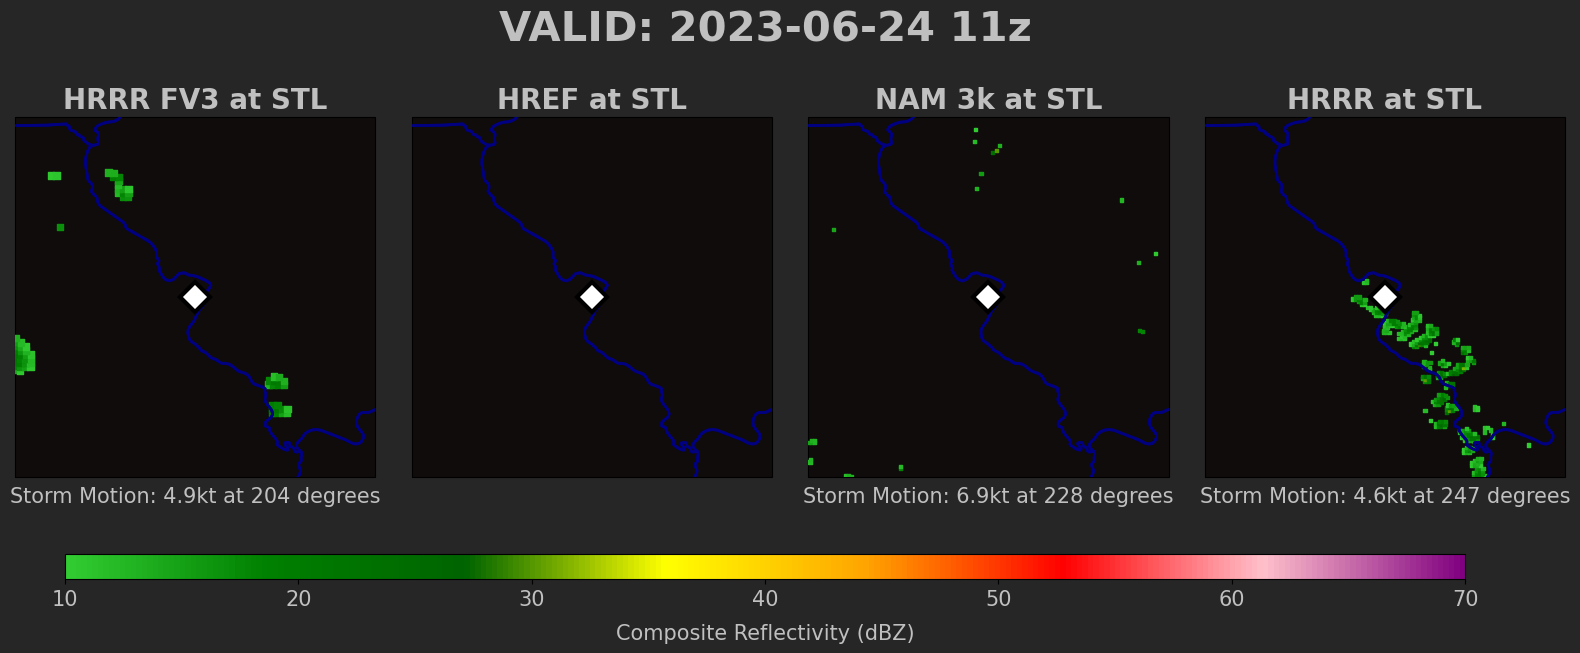 VALID: 2023-06-24 11z
HRRR FV3 at STL
HREF at STL
NAM 3k at STL
HRRR at STL
Storm Motion: 4.9kt at 204 degrees
Storm Motion: 6.9kt at 228 degrees
Storm Motion: 4.6kt at 247 degrees
10 20 30 40 50 60 70
Composite Reflectivity (dBZ)